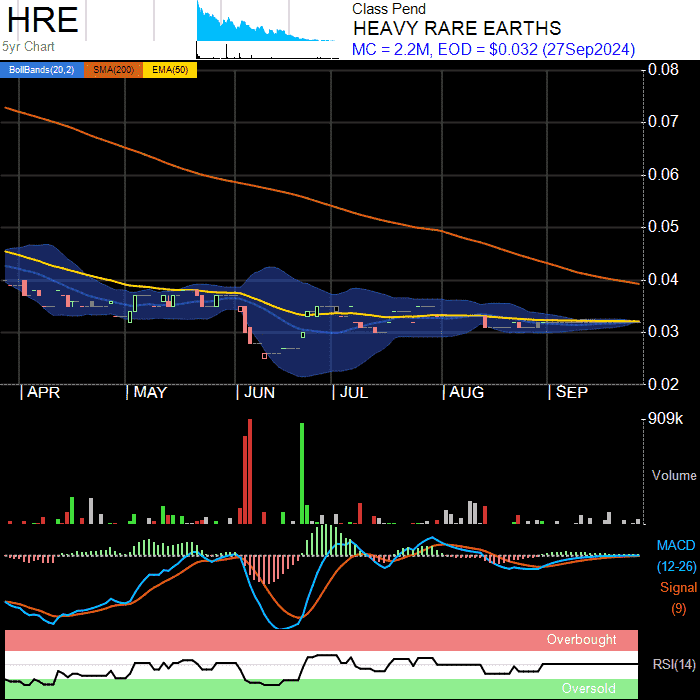 HRE
5yr Chart
Class Pend
HEAVY RARE EARTHS
MC = 2.2M, EOD = $0.032 (27Sep2024)
BollBands(20,2) SMA(200) EMA(50)
0.08
0.07
0.06
0.05
0.04
0.03
0.02
APR MAY JUN JUL AUG SEP
909k
Volume
MACD
(12-26)
Signal
(9)
Overbought
RSI(14)
Oversold